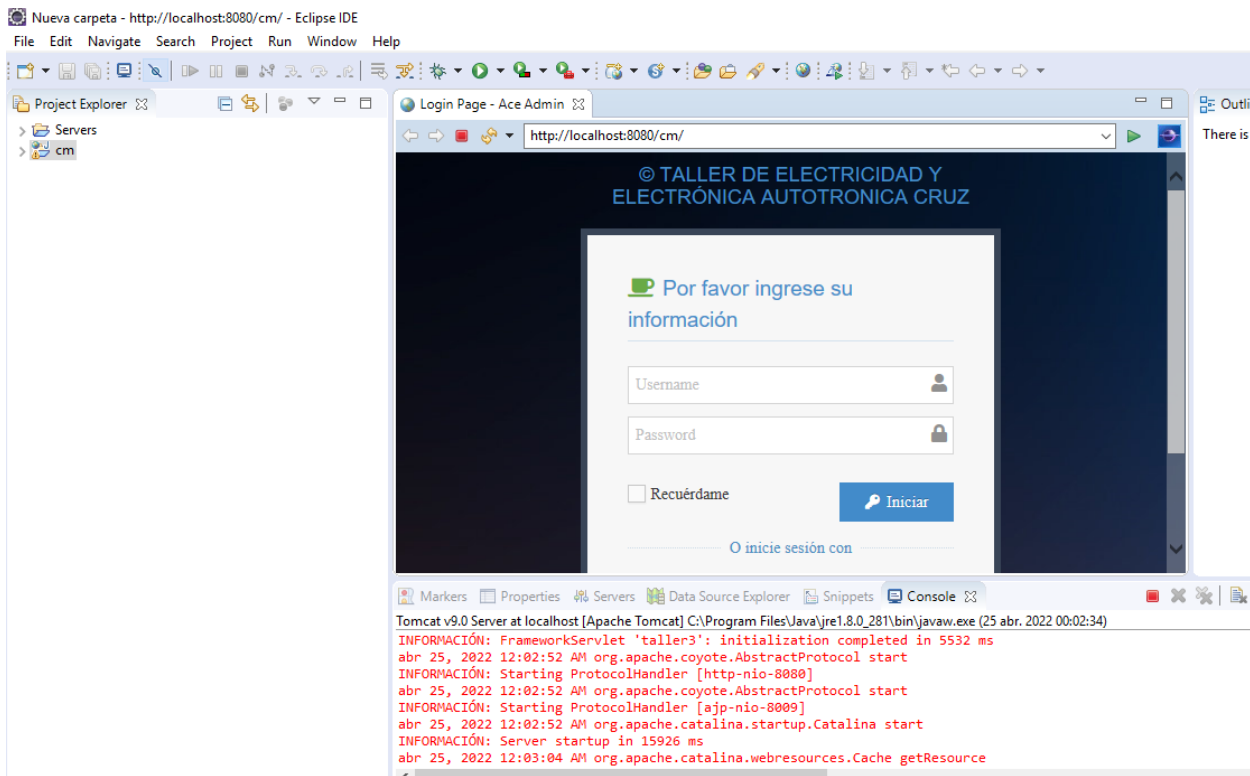 Nueva carpeta - http://localhost:8080/cm/ - Eclipse IDE
File Edit Navigate Search Project Run Window Help
Project Explorer
Servers
cm
Login Page - Ace Admin
http://localhost:8080/cm/
© TALLER DE ELECTRICIDAD Y
ELECTRÓNICA AUTOTRONICA CRUZ
Por favor ingrese su
información
Username
Password
Recuérdame
Iniciar
O inicie sesión con
Outli
There is
Markers Properties Servers Data Source Explorer Snippets Console
Tomcat v9.0 Server at localhost [Apache Tomcat] C:\Program Files\Java\jre1.8.0_281\bin\javaw.exe (25 abr. 2022 00:02:34)
INFORMACIÓN: FrameworkServlet 'taller3': initialization completed in 5532 ms
abr 25, 2022 12:02:52 AM org.apache.coyote.AbstractProtocol start
INFORMACIÓN: Starting ProtocolHandler [http-nio-8080]
abr 25, 2022 12:02:52 AM org.apache.coyote.AbstractProtocol start
INFORMACIÓN: Starting ProtocolHandler [ajp-nio-8009]
abr 25, 2022 12:02:52 AM org.apache.catalina.startup.Catalina start
INFORMACIÓN: Server startup in 15926 ms
abr 25, 2022 12:03:04 AM org.apache.catalina.webresources.Cache getResource